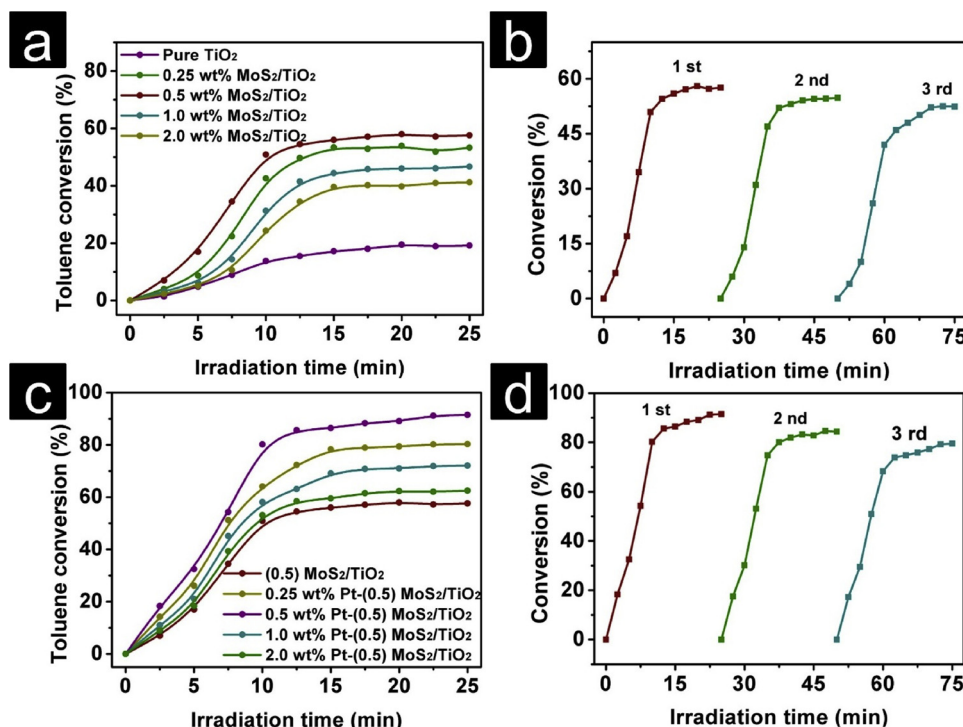 a
Toluene conversion (%)
80
60
40
20
0
Pure TiO₂
0.25 wt% MoS₂/TiO₂
0.5 wt% MoS₂/TiO₂
1.0 wt% MoS₂/TiO₂
2.0 wt% MoS₂/TiO₂
0 5 10 15 20 25
Irradiation time (min)
b
Conversion (%)
60
45
30
15
0
1 st
2 nd
3 rd
0 15 30 45 60 75
Irradiation time (min)
c
Toluene conversion (%)
100
80
60
40
20
0
(0.5) MoS₂/TiO₂
0.25 wt% Pt-(0.5) MoS₂/TiO₂
0.5 wt% Pt-(0.5) MoS₂/TiO₂
1.0 wt% Pt-(0.5) MoS₂/TiO₂
2.0 wt% Pt-(0.5) MoS₂/TiO₂
0 5 10 15 20 25
Irradiation time (min)
d
Conversion (%)
100
80
60
40
20
0
1 st
2 nd
3 rd
0 15 30 45 60 75
Irradiation time (min)